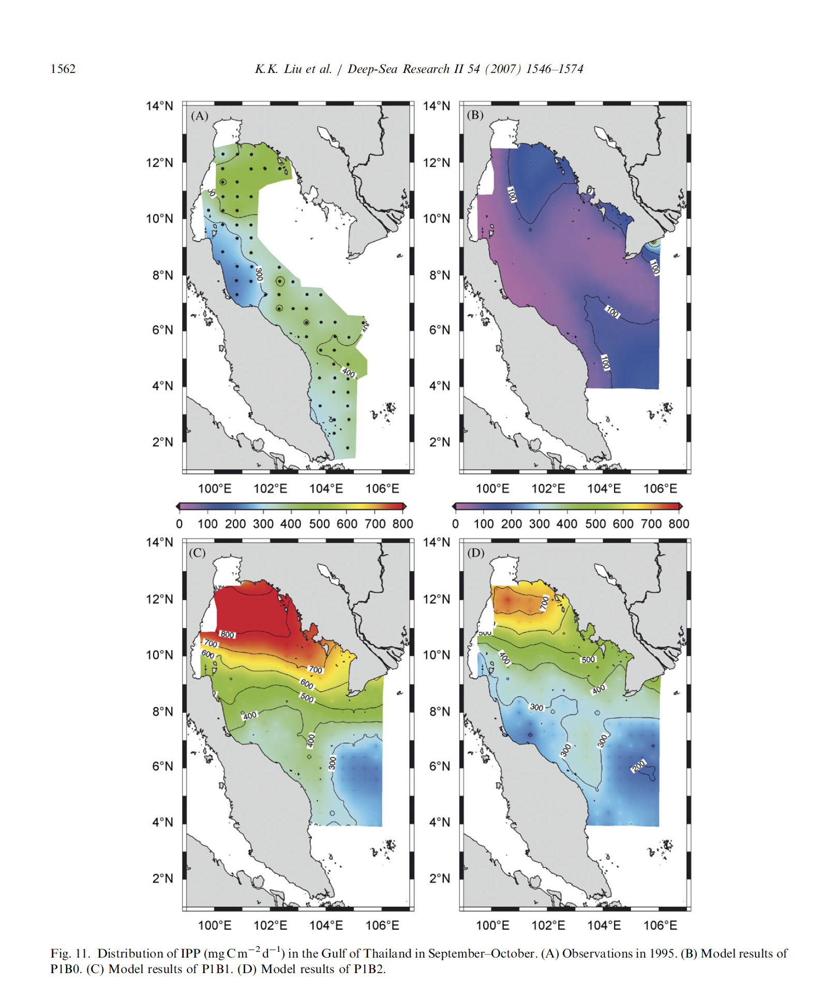 1562
K.K. Liu et al. / Deep-Sea Research II 54 (2007) 1546–1574
14°N
(A)
12°N
10°N
300
8°N
6°N
400
4°N
2°N
100°E 102°E 104°E 106°E
0 100 200 300 400 500 600 700 800
14°N
(B)
12°N
100
10°N
100
8°N
100
6°N
100
4°N
2°N
100°E 102°E 104°E 106°E
0 100 200 300 400 500 600 700 800
14°N
(C)
12°N
800
700
600
10°N
700
600
500
8°N
400
400
300
6°N
4°N
2°N
100°E 102°E 104°E 106°E
14°N
(D)
12°N
700
500
400
10°N
500
400
8°N
300
300
300
6°N
200
4°N
2°N
100°E 102°E 104°E 106°E
Fig. 11. Distribution of IPP (mg C m−2 d−1) in the Gulf of Thailand in September–October. (A) Observations in 1995. (B) Model results of
P1B0. (C) Model results of P1B1. (D) Model results of P1B2.